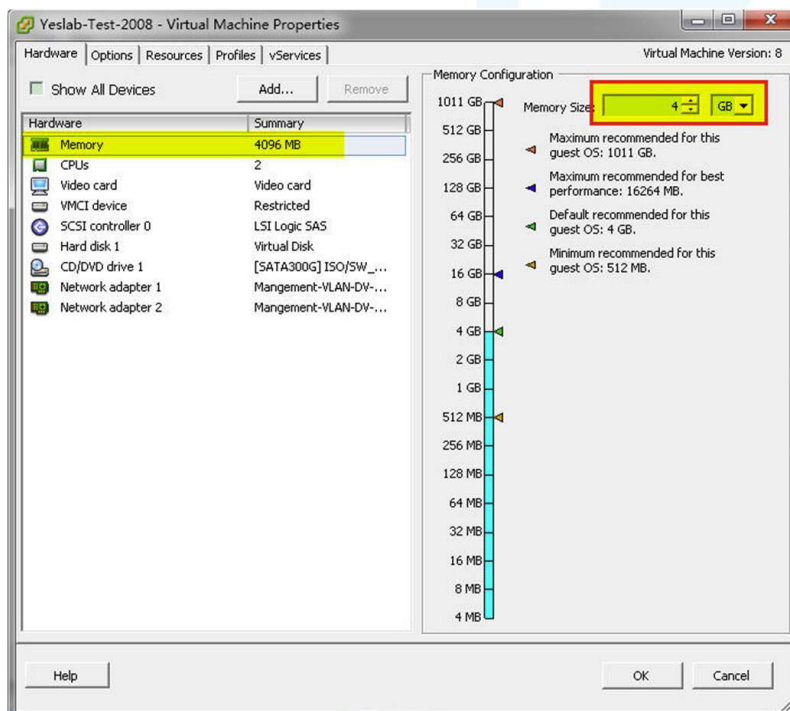 Yeslab-Test-2008 - Virtual Machine Properties
Hardware Options Resources Profiles vServices
Virtual Machine Version: 8
Show All Devices
Add...
Remove
Hardware Summary
Memory 4096 MB
CPUs 2
Video card Video card
VMCI device Restricted
SCSI controller 0 LSI Logic SAS
Hard disk 1 Virtual Disk
CD/DVD drive 1 [SATA300G] ISO/SW_...
Network adapter 1 Mangement-VLAN-DV-...
Network adapter 2 Mangement-VLAN-DV-...
Memory Configuration
Memory Size: 4 GB
1011 GB
512 GB
256 GB
128 GB
64 GB
32 GB
16 GB
8 GB
4 GB
2 GB
1 GB
512 MB
256 MB
128 MB
64 MB
32 MB
16 MB
8 MB
4 MB
Maximum recommended for this
guest OS: 1011 GB.
Maximum recommended for best
performance: 16264 MB.
Default recommended for this
guest OS: 4 GB.
Minimum recommended for this
guest OS: 512 MB.
Help
OK
Cancel